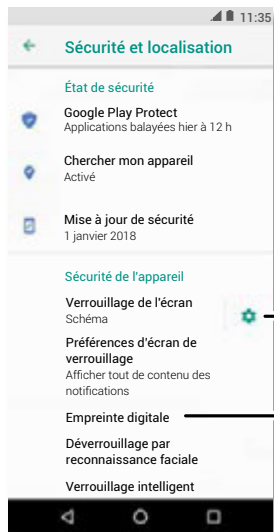 11:35
Sécurité et localisation
État de sécurité
Google Play Protect
Applications balayées hier à 12 h
Chercher mon appareil
Activé
Mise à jour de sécurité
1 janvier 2018
Sécurité de l'appareil
Verrouillage de l'écran
Schéma
Préférences d'écran de
verrouillage
Afficher tout de contenu des
notifications
Empreinte digitale
Déverrouillage par
reconnaissance faciale
Verrouillage intelligent